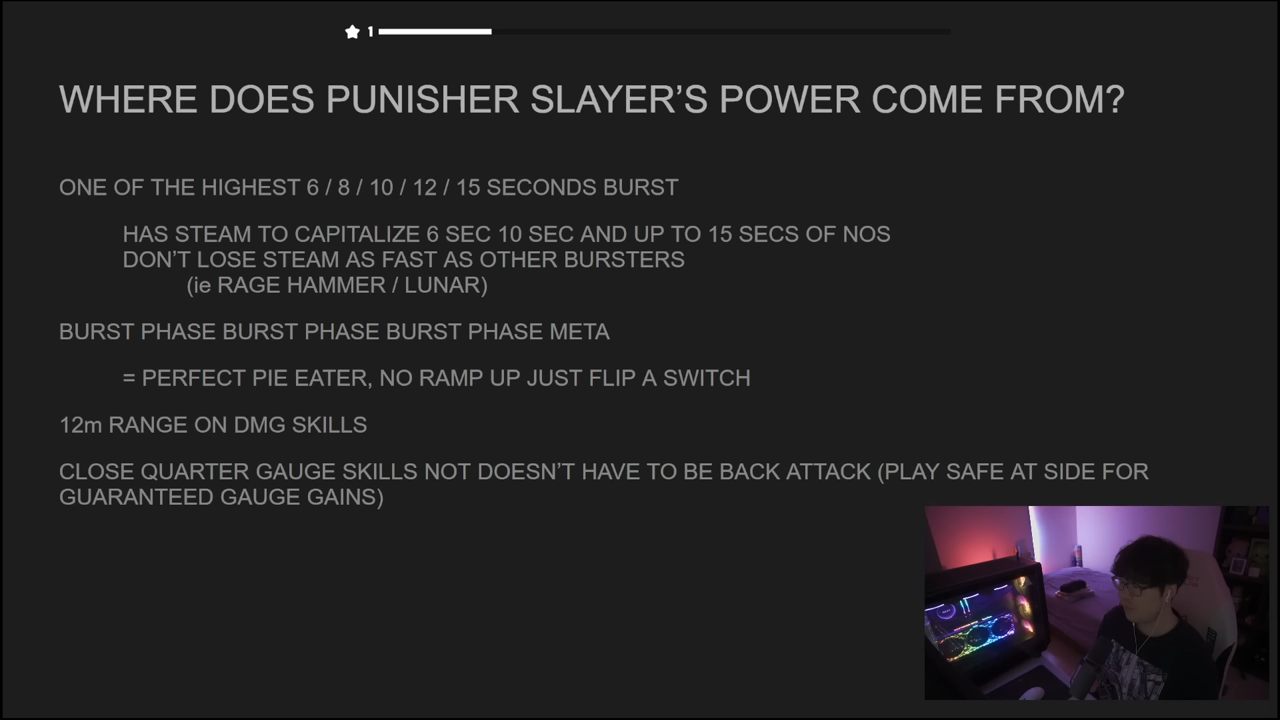 1
WHERE DOES PUNISHER SLAYER'S POWER COME FROM?
ONE OF THE HIGHEST 6 / 8 / 10 / 12 / 15 SECONDS BURST
HAS STEAM TO CAPITALIZE 6 SEC 10 SEC AND UP TO 15 SECS OF NOS
DON'T LOSE STEAM AS FAST AS OTHER BURSTERS
(ie RAGE HAMMER / LUNAR)
BURST PHASE BURST PHASE BURST PHASE META
= PERFECT PIE EATER, NO RAMP UP JUST FLIP A SWITCH
12m RANGE ON DMG SKILLS
CLOSE QUARTER GAUGE SKILLS NOT DOESN'T HAVE TO BE BACK ATTACK (PLAY SAFE AT SIDE FOR
GUARANTEED GAUGE GAINS)